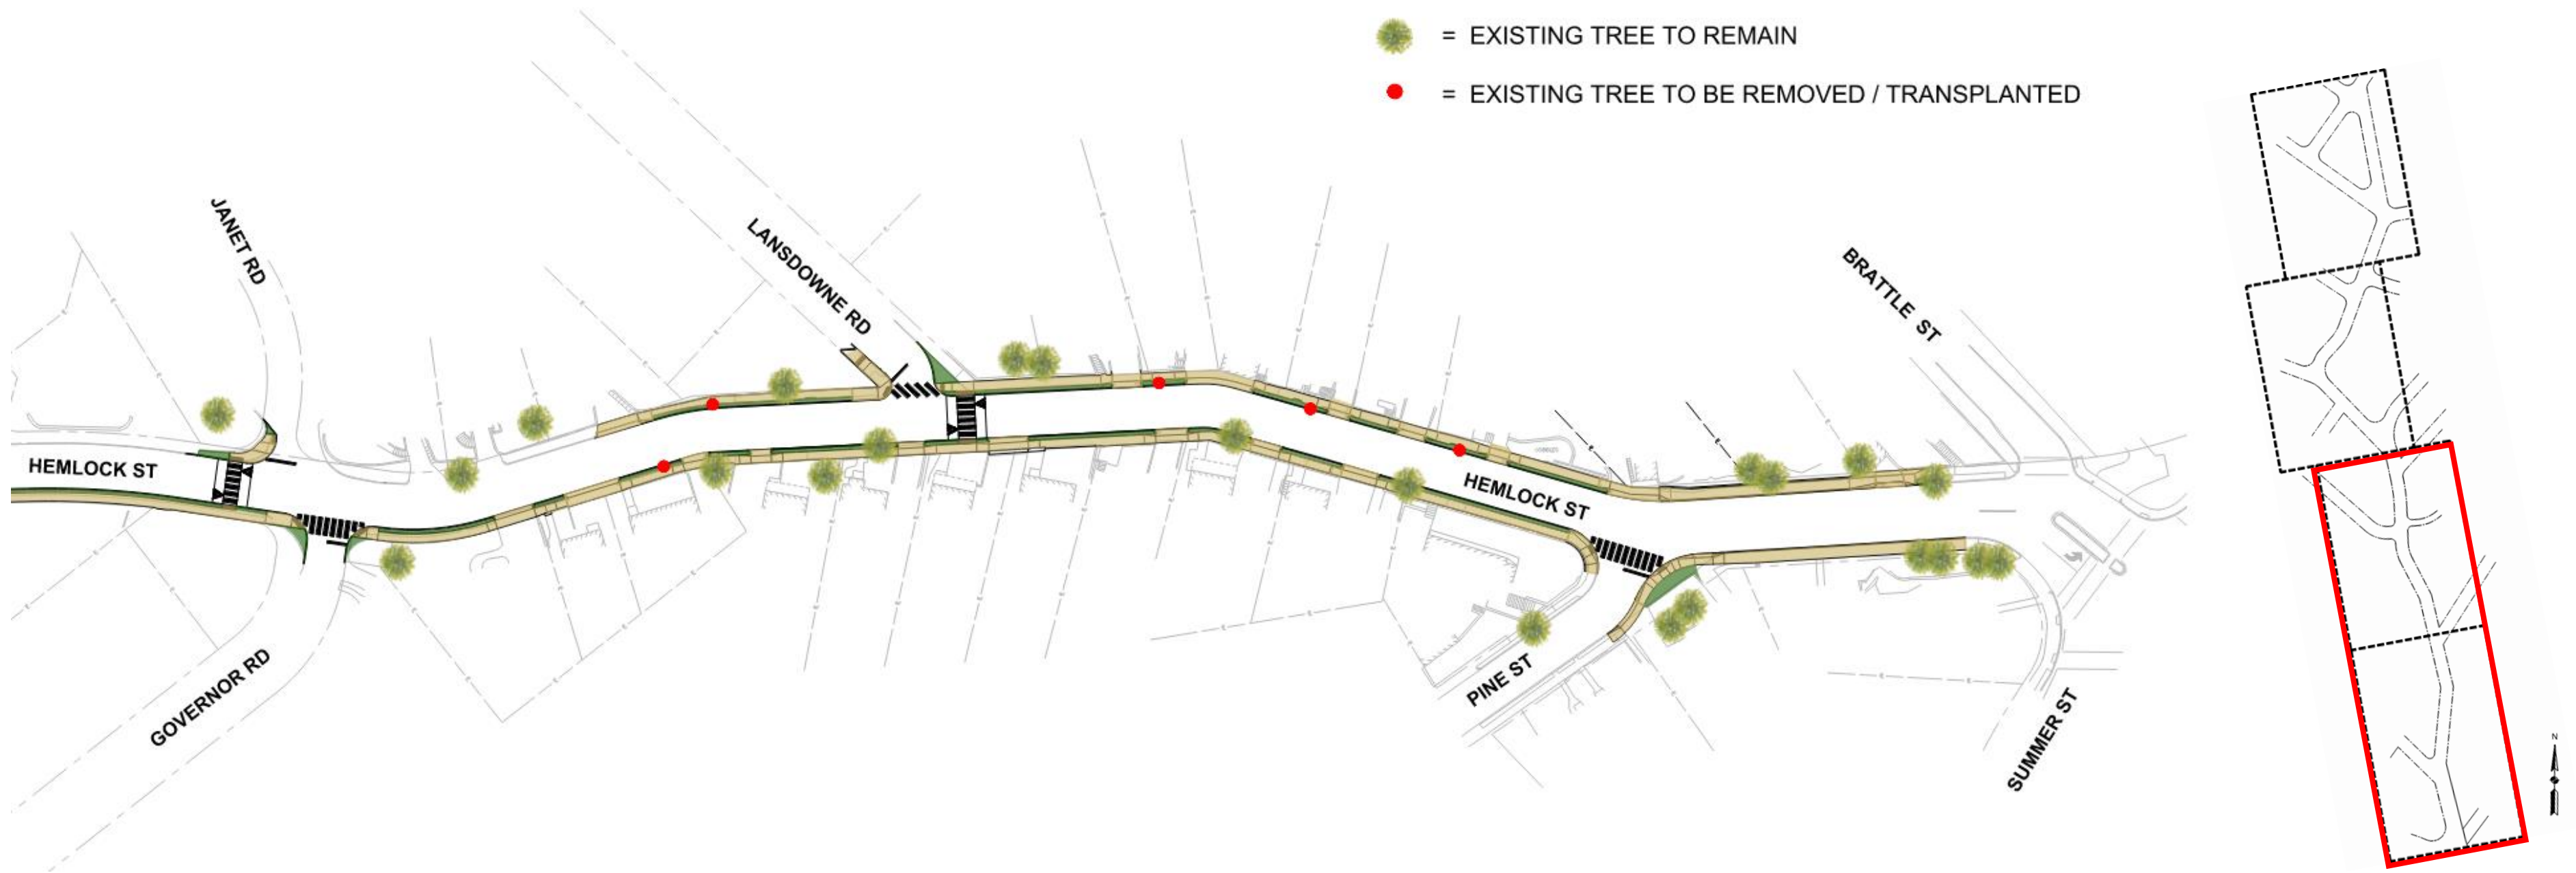 = EXISTING TREE TO REMAIN
= EXISTING TREE TO BE REMOVED / TRANSPLANTED
JANET RD
LANSDOWNE RD
BRATTLE ST
HEMLOCK ST
HEMLOCK ST
GOVERNOR RD
PINE ST
SUMMER ST
N